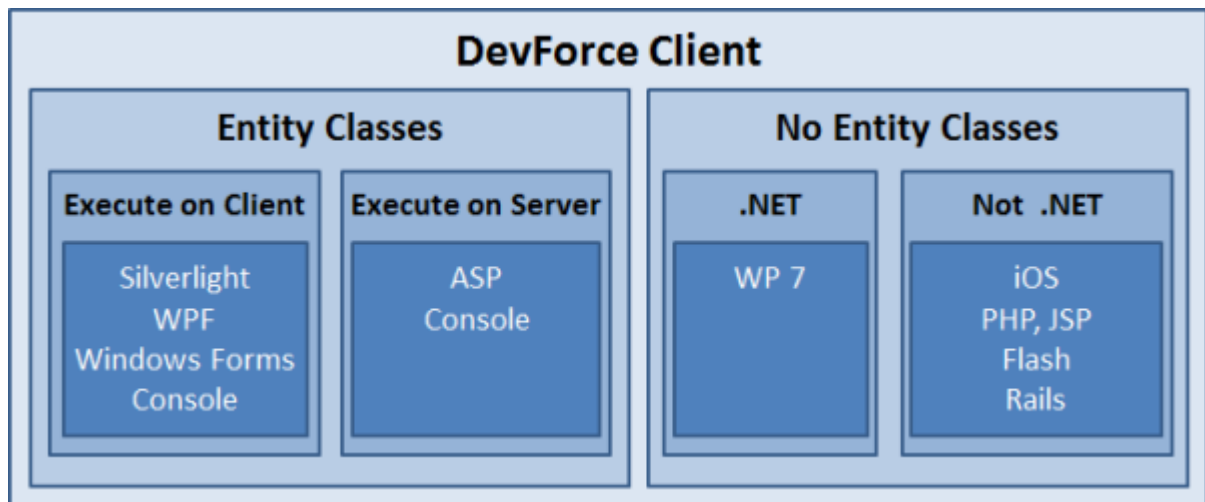 DevForce Client
Entity Classes
Execute on Client
Silverlight
WPF
Windows Forms
Console
Execute on Server
ASP
Console
No Entity Classes
.NET
WP 7
Not .NET
iOS
PHP, JSP
Flash
Rails